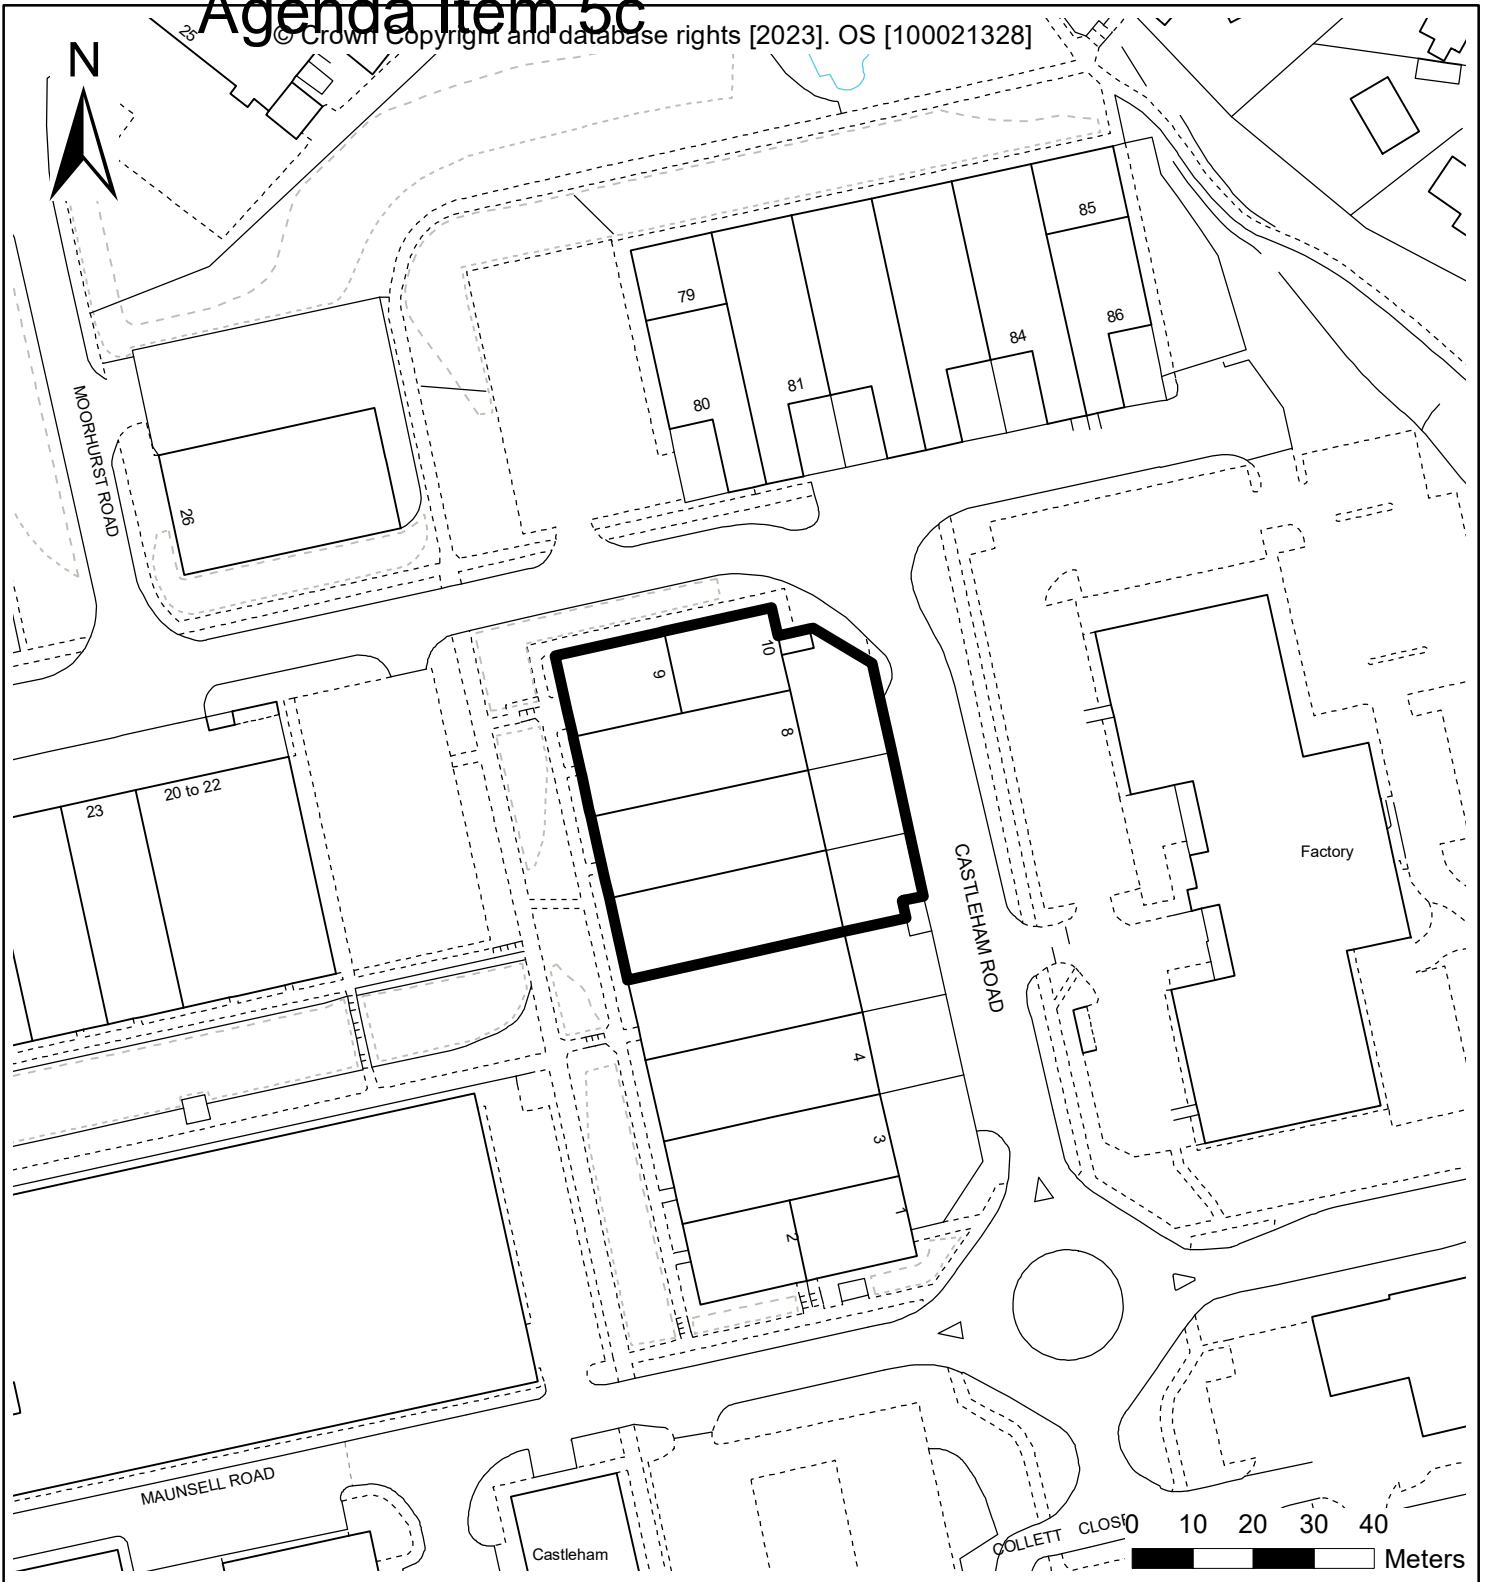 Agenda Item 5c
© Crown Copyright and database rights [2023]. OS [100021328]
N
25
85
79
86
84
81
80
MOORHURST ROAD
26
10
9
8
20 to 22
23
Factory
CASTLEHAM ROAD
4
3
1
2
MAUNSELL ROAD
Castleham
COLLETT CLOSE
0 10 20 30 40
Meters